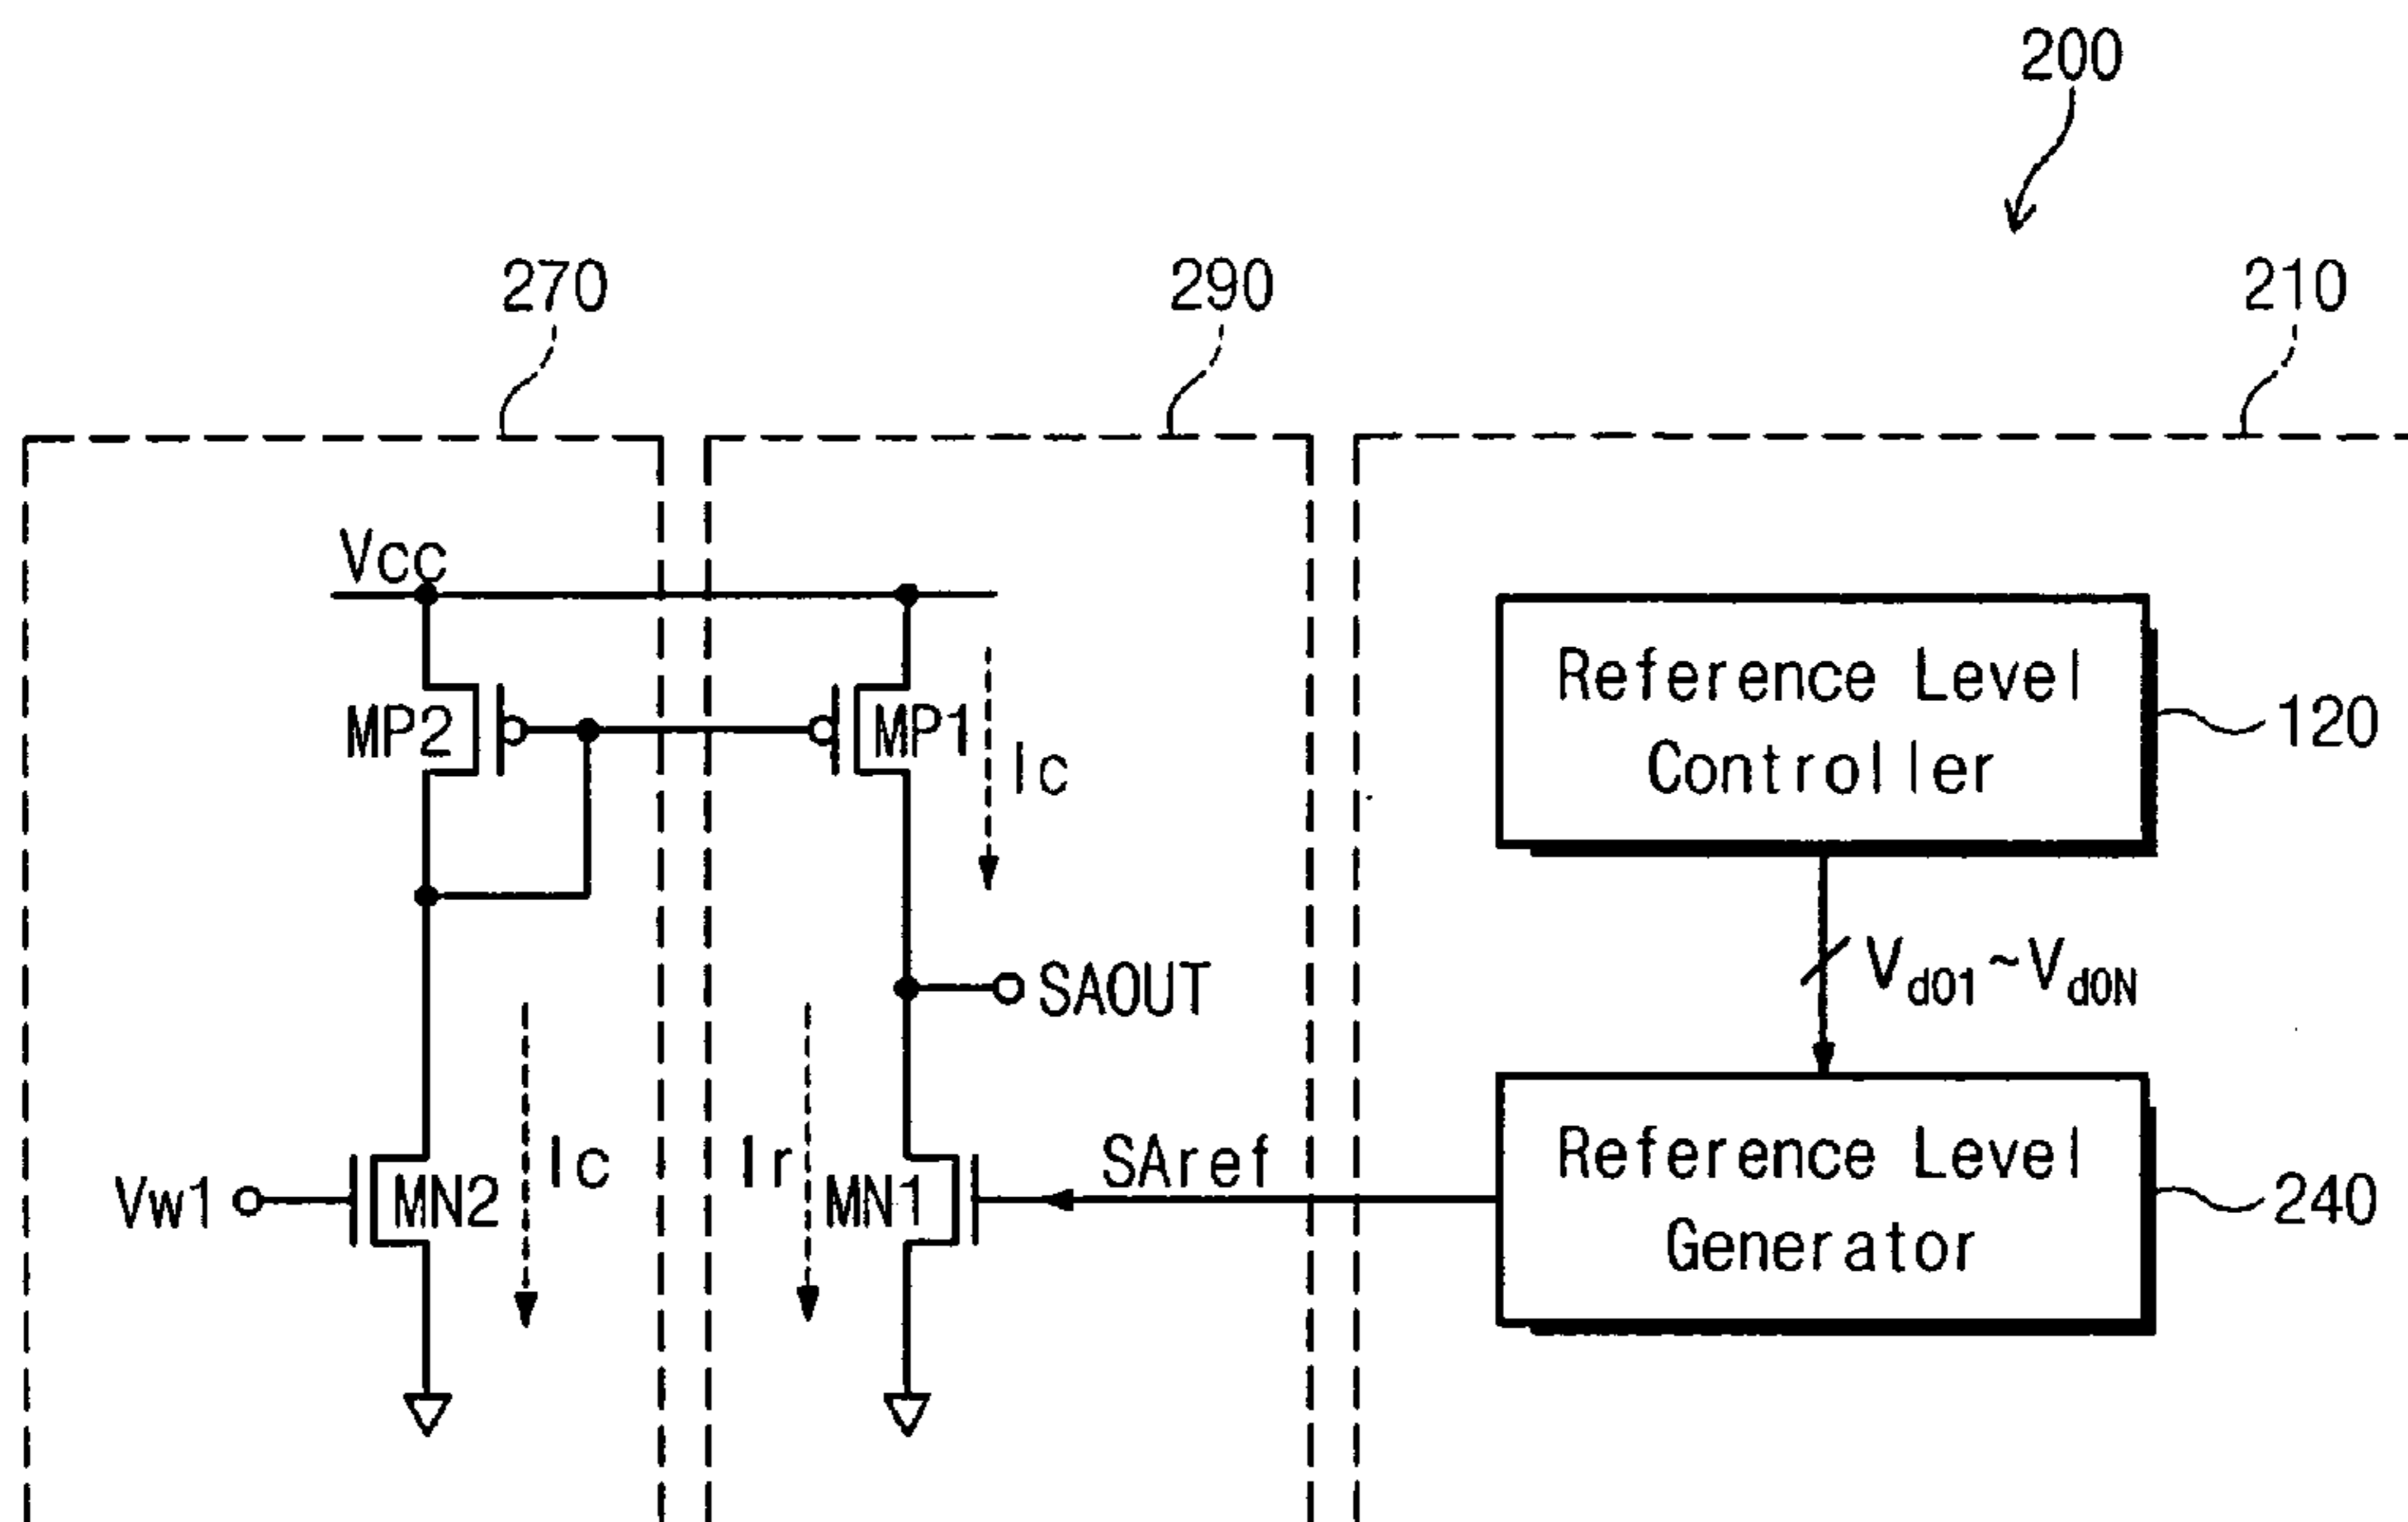 200
270
290
210
Vcc
MP2
MP1
Ic
Reference Level
Controller
120
Vd01~Vd0N
SAOUT
Vw1
MN2
Ic
Ir
MN1
SAref
Reference Level
Generator
240